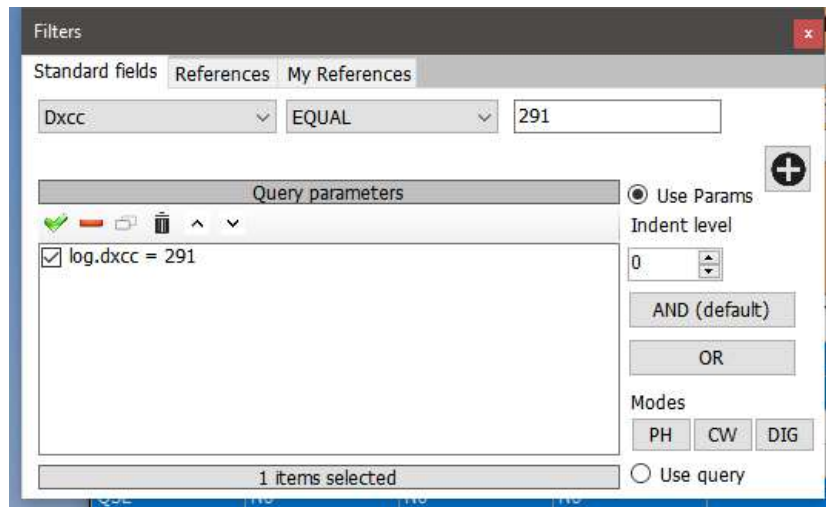 Filters
x
Standard fields References My References
Dxcc EQUAL 291
Query parameters
Use Params
Indent level
log.dxcc = 291
0
AND (default)
OR
Modes
PH CW DIG
1 items selected
Use query